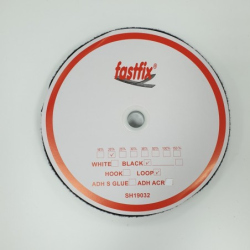 fastfix®
WHITE BLACK
HOOK LOOP
ADH S GLUE ADH ACR
SH19032